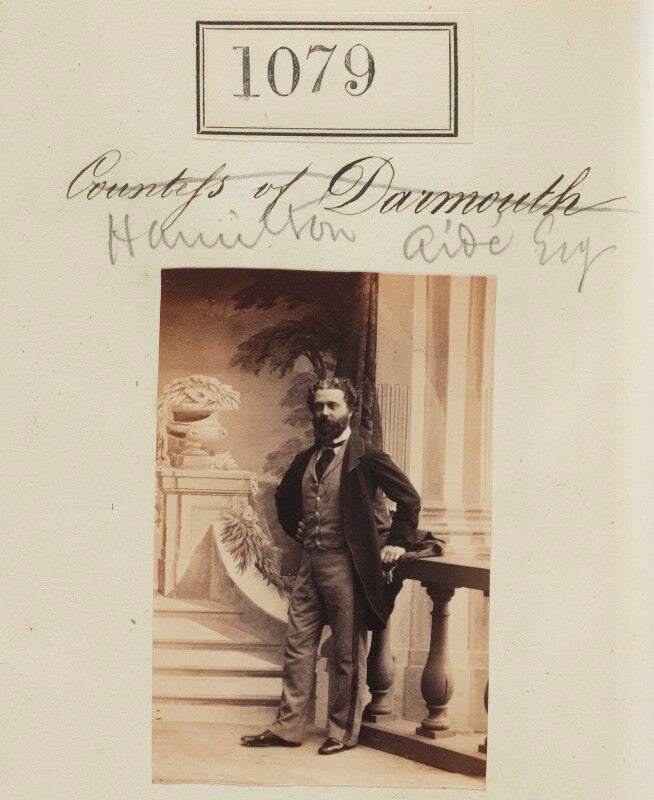 1079
Countess of Darmouth
Hamilton Aidé Esq